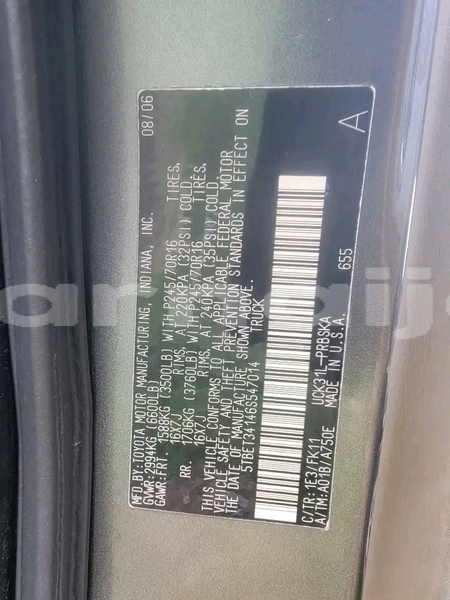 MFD.BY:TOYOTA MOTOR MANUFACTURING INDIANA, INC. 08/06
GVWR:2994KG (6600LB)
GAWR:FRT. 1588KG (3500LB) WITH P245/70R16 TIRES,
16X7J RIMS, AT 220KPA (32PSI) COLD.
RR. 1706KG (3760LB) WITH P245/70R16 TIRES,
16X7J RIMS, AT 240KPA (35PSI) COLD.
THIS VEHICLE CONFORMS TO ALL APPLICABLE FEDERAL MOTOR
VEHICLE SAFETY AND THEFT PREVENTION STANDARDS IN EFFECT ON
THE DATE OF MANUFACTURE SHOWN ABOVE.
5TBET34146S547014 TRUCK
C/TR:1E3/FK11 UCK31L-PRBSKA 655 A
A/TM:A01B/A750E MADE IN U.S.A.